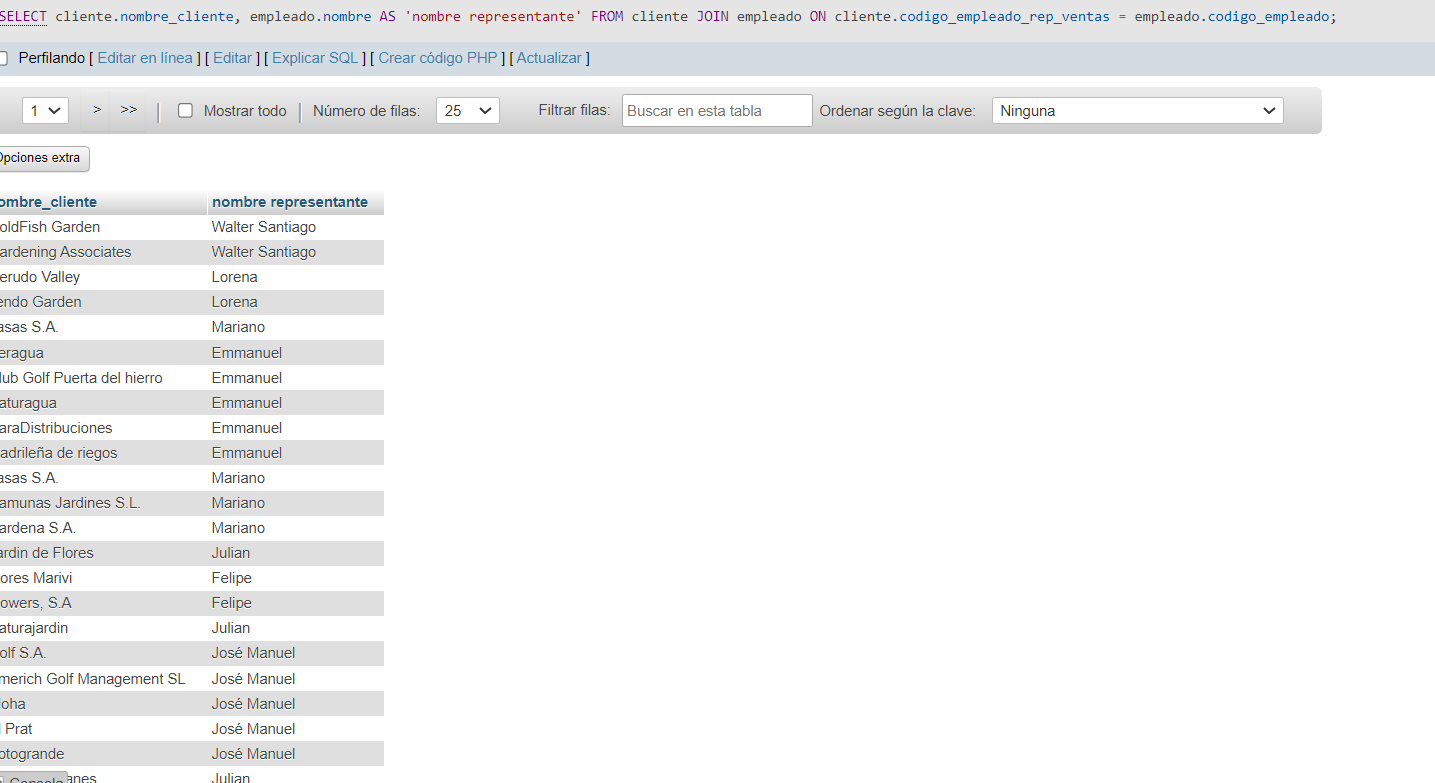 SELECT cliente.nombre_cliente, empleado.nombre AS 'nombre representante' FROM cliente JOIN empleado ON cliente.codigo_empleado_rep_ventas = empleado.codigo_empleado;
Perfilando [ Editar en línea ] [ Editar ] [ Explicar SQL ] [ Crear código PHP ] [ Actualizar ]
1 > >> | Mostrar todo | Número de filas: 25 Filtrar filas: Buscar en esta tabla Ordenar según la clave: Ninguna
Opciones extra
ombre_cliente nombre representante
oldFish Garden Walter Santiago
ardening Associates Walter Santiago
erudo Valley Lorena
endo Garden Lorena
asas S.A. Mariano
eragua Emmanuel
lub Golf Puerta del hierro Emmanuel
aturagua Emmanuel
araDistribuciones Emmanuel
adrileña de riegos Emmanuel
asas S.A. Mariano
amunas Jardines S.L. Mariano
ardena S.A. Mariano
ardin de Flores Julian
ores Marivi Felipe
owers, S.A Felipe
aturajardin Julian
olf S.A. José Manuel
merich Golf Management SL José Manuel
loha José Manuel
l Prat José Manuel
otogrande José Manuel
anes Julian
Consola